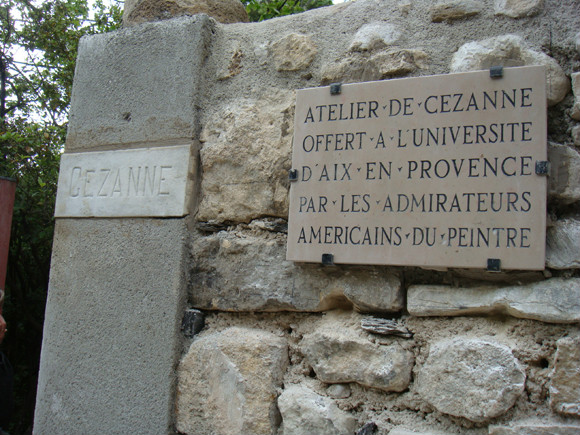 CEZANNE
ATELIER·DE·CEZANNE
OFFERT·A·L'UNIVERSITE
D'AIX·EN·PROVENCE
PAR·LES·ADMIRATEURS
AMERICAINS·DU·PEINTRE